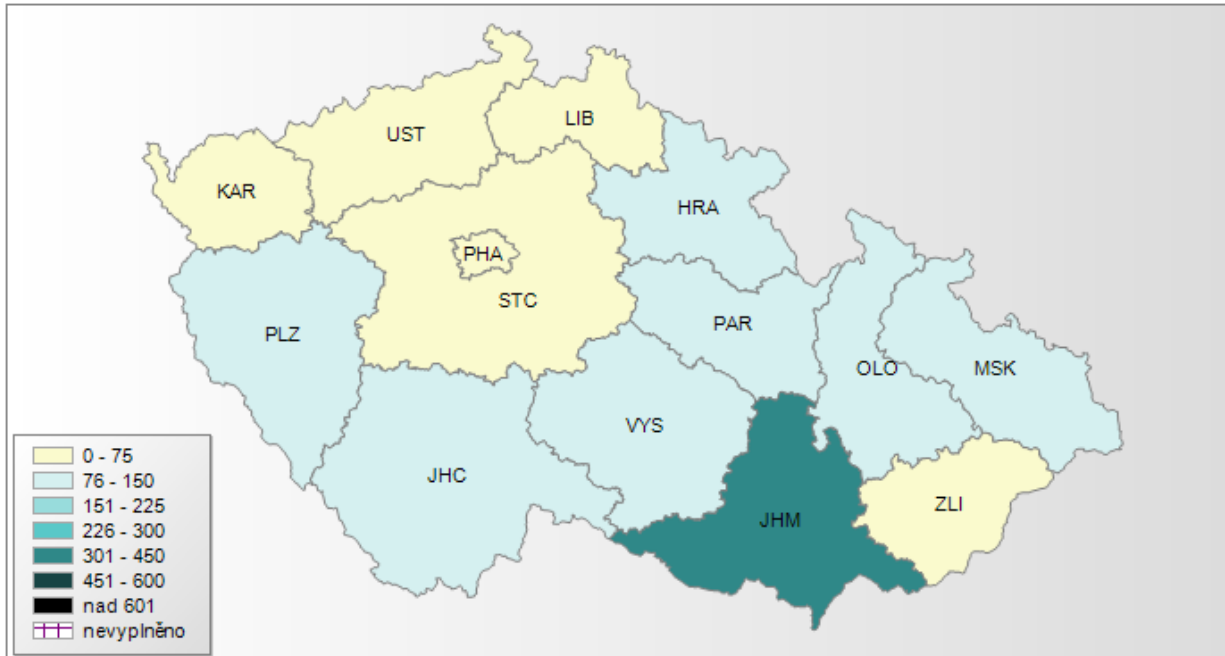 LIB
UST
KAR
HRA
PHA
STC
PAR
PLZ
OLO
MSK
VYS
JHC
ZLI
JHM
0 - 75
76 - 150
151 - 225
226 - 300
301 - 450
451 - 600
nad 601
nevyplněno